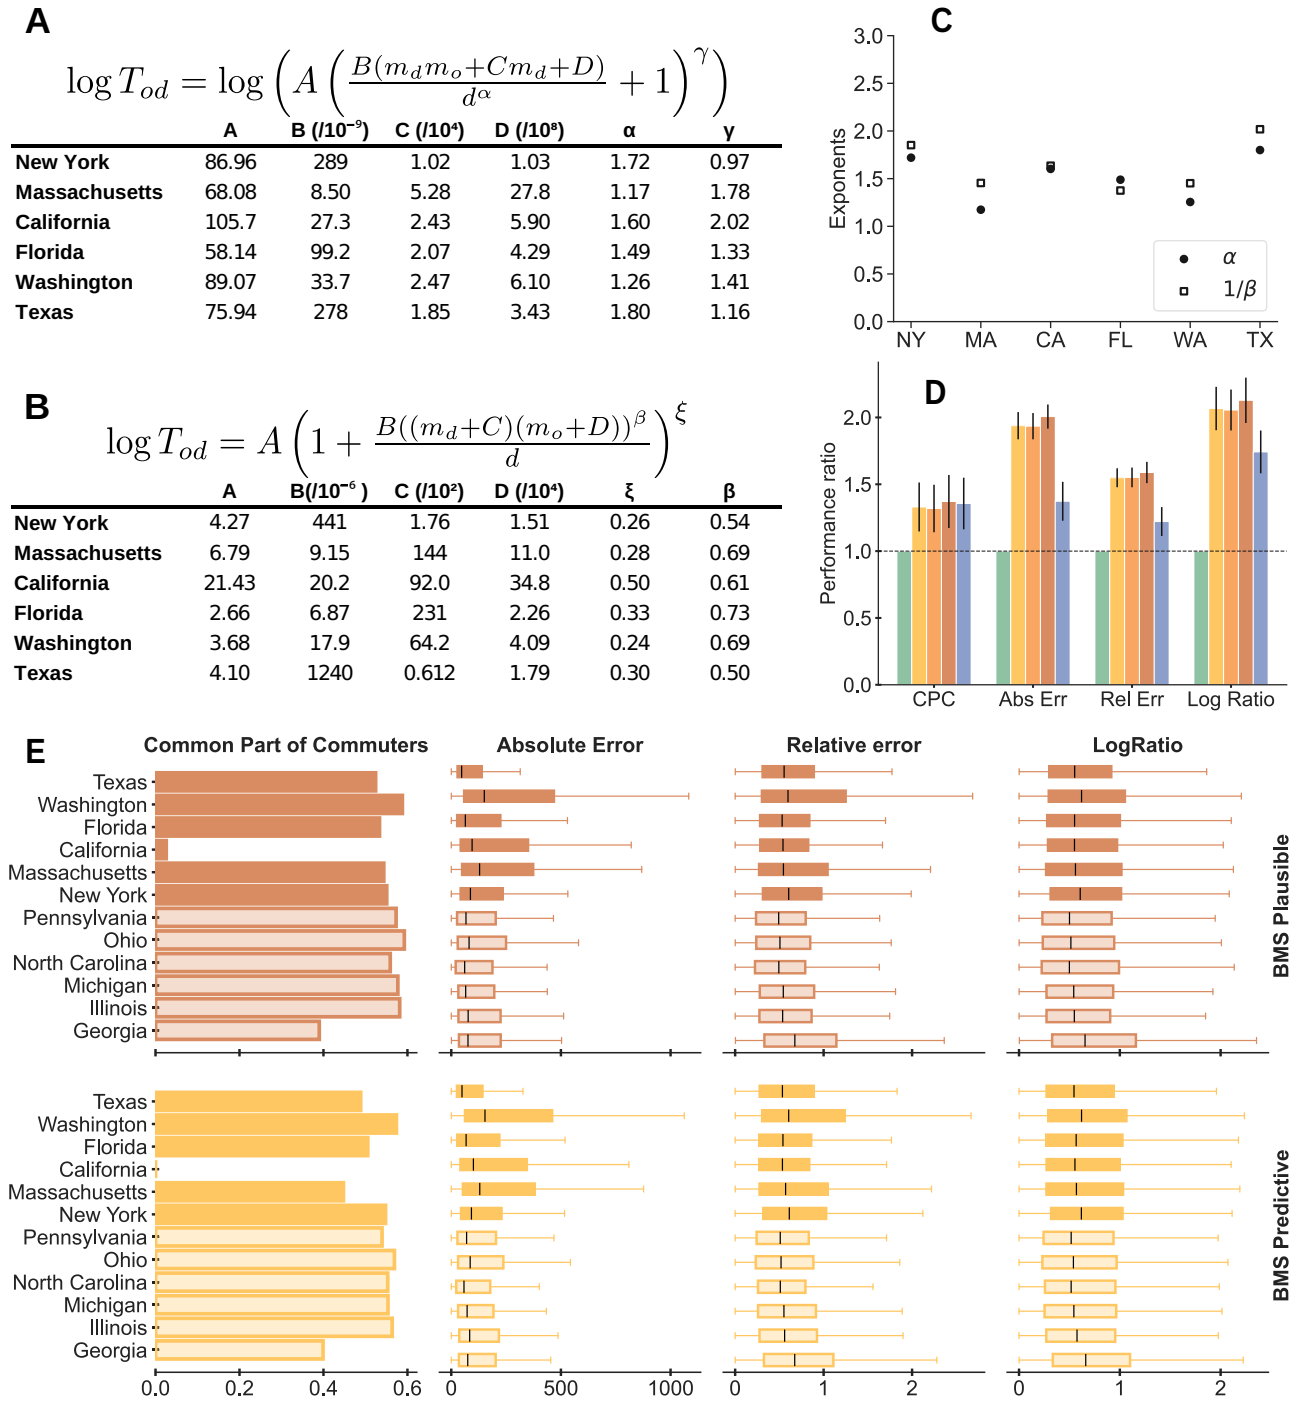 A
log T_od = log ( A ( B(m_d m_o + C m_d + D) / d^α + 1 )^γ )
A B (/10⁻⁹) C (/10⁴) D (/10⁸) α γ
New York 86.96 289 1.02 1.03 1.72 0.97
Massachusetts 68.08 8.50 5.28 27.8 1.17 1.78
California 105.7 27.3 2.43 5.90 1.60 2.02
Florida 58.14 99.2 2.07 4.29 1.49 1.33
Washington 89.07 33.7 2.47 6.10 1.26 1.41
Texas 75.94 278 1.85 3.43 1.80 1.16
B
log T_od = A ( 1 + B((m_d+C)(m_o+D))^β / d )^ξ
A B(/10⁻⁶ ) C (/10²) D (/10⁴) ξ β
New York 4.27 441 1.76 1.51 0.26 0.54
Massachusetts 6.79 9.15 144 11.0 0.28 0.69
California 21.43 20.2 92.0 34.8 0.50 0.61
Florida 2.66 6.87 231 2.26 0.33 0.73
Washington 3.68 17.9 64.2 4.09 0.24 0.69
Texas 4.10 1240 0.612 1.79 0.30 0.50
C
Exponents
3.0
2.5
2.0
1.5
1.0
0.5
0.0
α
1/β
NY MA CA FL WA TX
D
Performance ratio
2.0
1.5
1.0
0.5
0.0
CPC Abs Err Rel Err Log Ratio
E
Common Part of Commuters Absolute Error Relative error LogRatio
Texas
Washington
Florida
California
Massachusetts
New York
Pennsylvania
Ohio
North Carolina
Michigan
Illinois
Georgia
BMS Plausible
Texas
Washington
Florida
California
Massachusetts
New York
Pennsylvania
Ohio
North Carolina
Michigan
Illinois
Georgia
BMS Predictive
0.0 0.2 0.4 0.6 0 500 1000 0 1 2 0 1 2